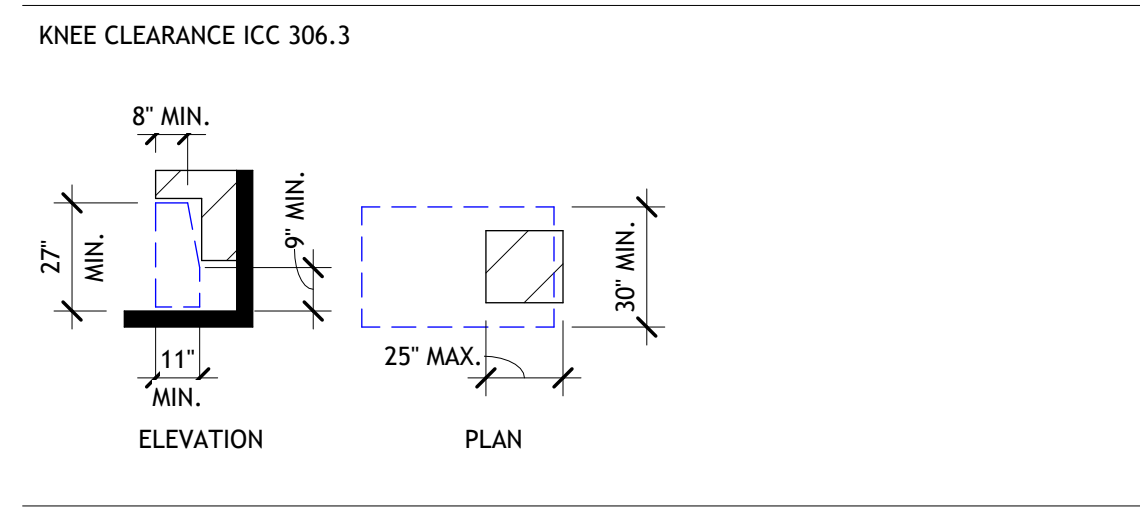 KNEE CLEARANCE ICC 306.3
8" MIN.
27"
MIN.
9" MIN.
11"
MIN.
30" MIN.
25" MAX.
ELEVATION
PLAN